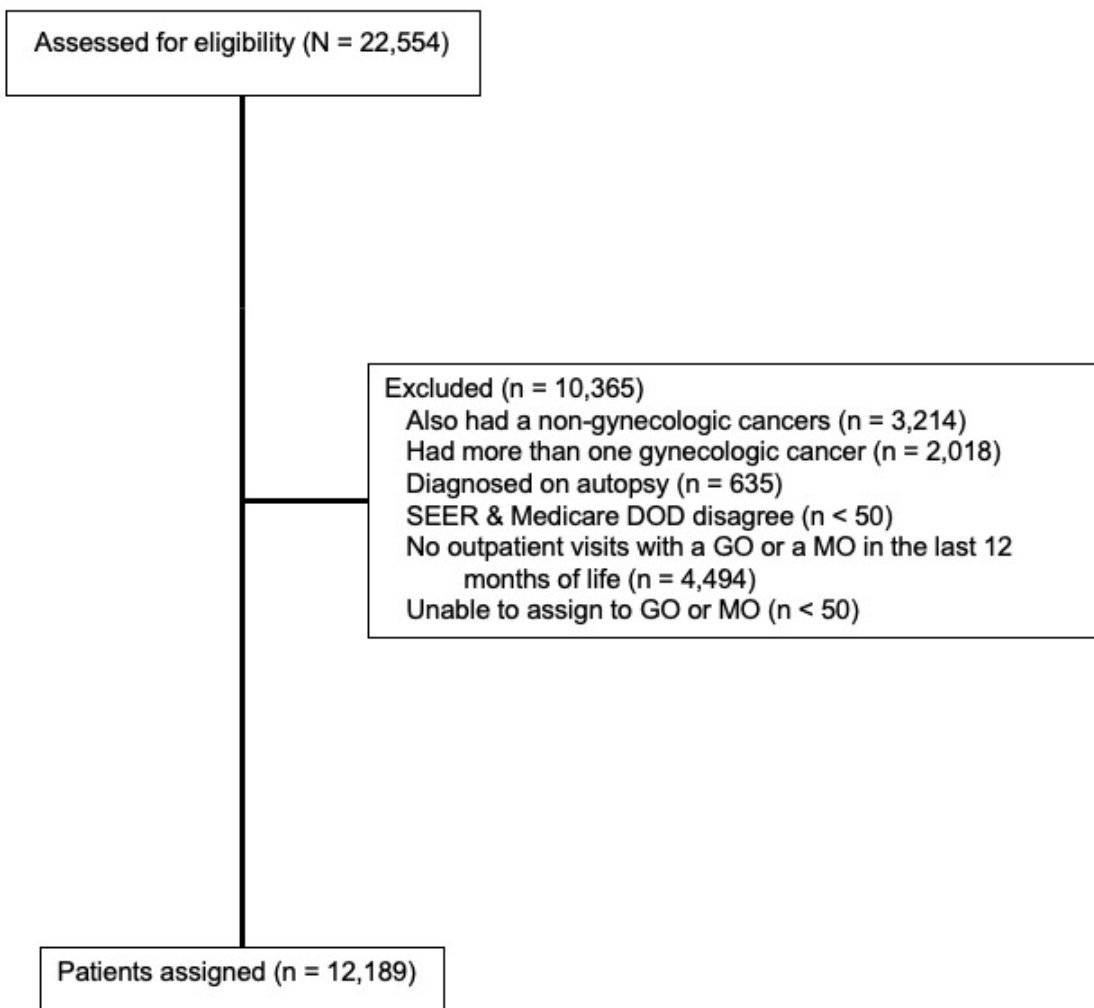 Assessed for eligibility (N = 22,554)
Excluded (n = 10,365)
Also had a non-gynecologic cancers (n = 3,214)
Had more than one gynecologic cancer (n = 2,018)
Diagnosed on autopsy (n = 635)
SEER & Medicare DOD disagree (n < 50)
No outpatient visits with a GO or a MO in the last 12
months of life (n = 4,494)
Unable to assign to GO or MO (n < 50)
Patients assigned (n = 12,189)